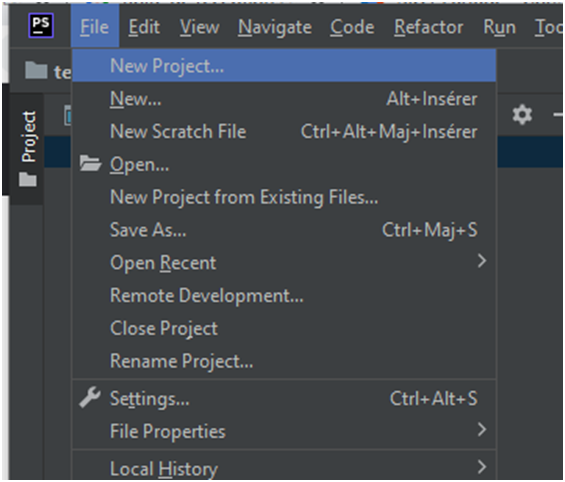 PS File Edit View Navigate Code Refactor Run Too
te
New Project...
New... Alt+Insérer
New Scratch File Ctrl+Alt+Maj+Insérer
Open...
New Project from Existing Files...
Save As... Ctrl+Maj+S
Open Recent
Remote Development...
Close Project
Rename Project...
Settings... Ctrl+Alt+S
File Properties
Local History
Project